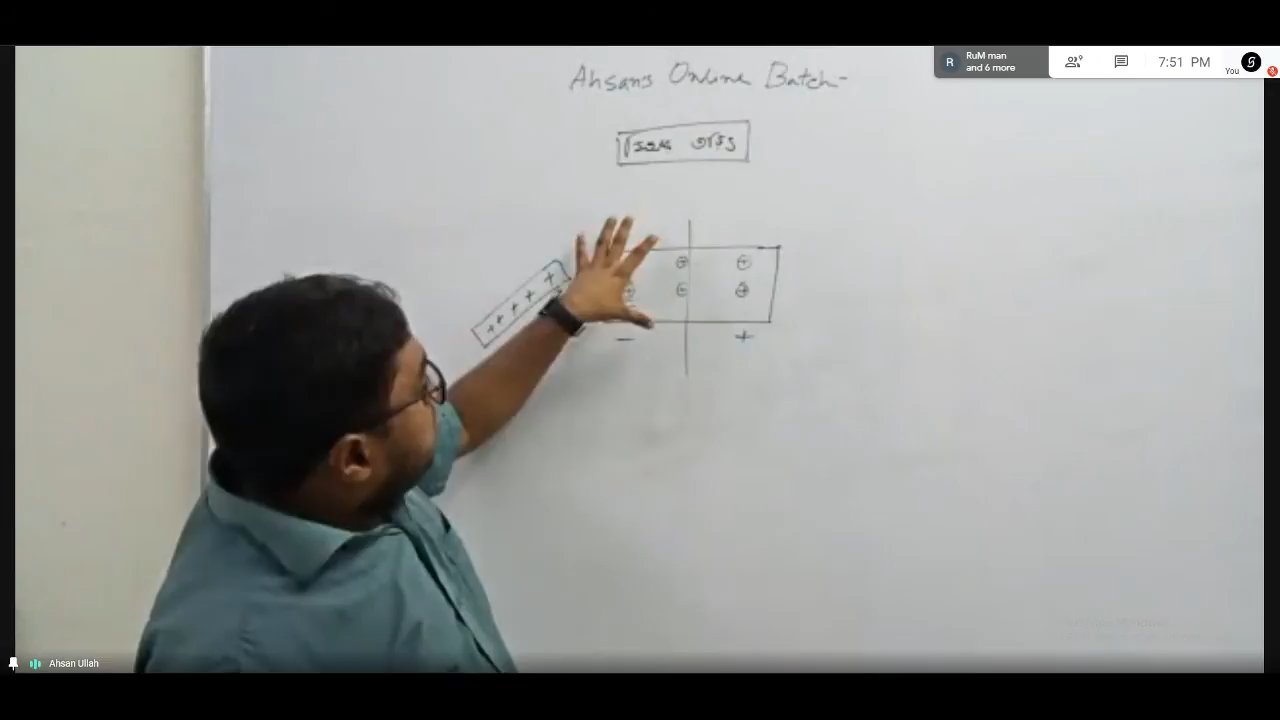 RuM man
and 6 more
7:51 PM
You
Ahsans Online Batch-
+ + + + +
- +
Ahsan Ullah